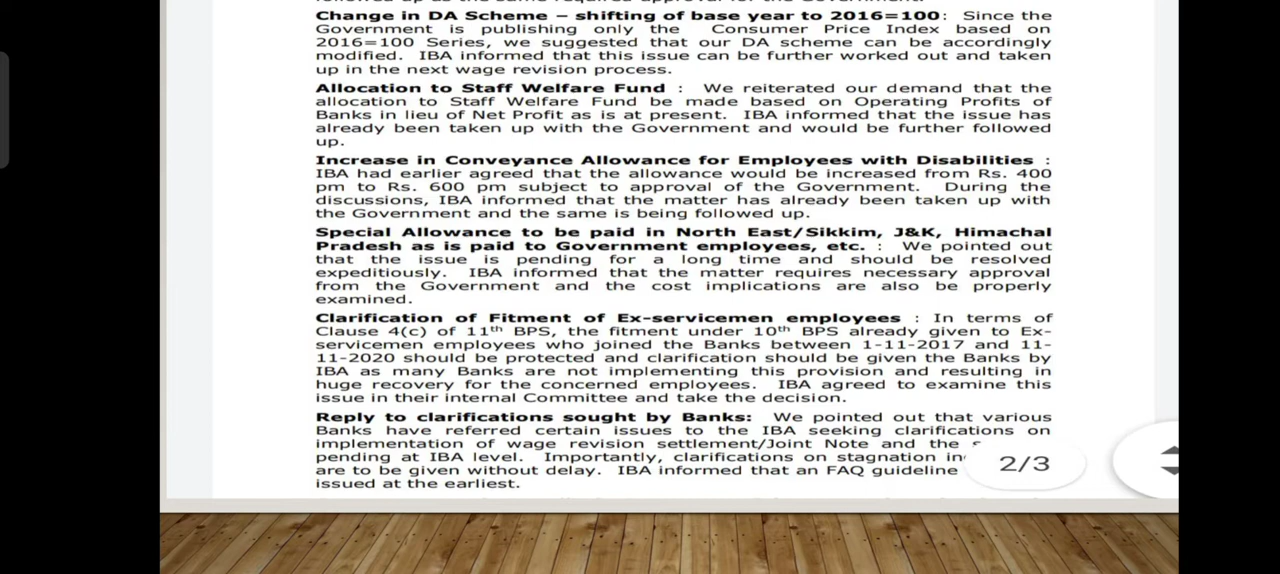 Change in DA Scheme – shifting of base year to 2016=100: Since the
Government is publishing only the Consumer Price Index based on
2016=100 Series, we suggested that our DA scheme can be accordingly
modified. IBA informed that this issue can be further worked out and taken
up in the next wage revision process.
Allocation to Staff Welfare Fund : We reiterated our demand that the
allocation to Staff Welfare Fund be made based on Operating Profits of
Banks in lieu of Net Profit as is at present. IBA informed that the issue has
already been taken up with the Government and would be further followed
up.
Increase in Conveyance Allowance for Employees with Disabilities :
IBA had earlier agreed that the allowance would be increased from Rs. 400
pm to Rs. 600 pm subject to approval of the Government. During the
discussions, IBA informed that the matter has already been taken up with
the Government and the same is being followed up.
Special Allowance to be paid in North East/Sikkim, J&K, Himachal
Pradesh as is paid to Government employees, etc. : We pointed out
that the issue is pending for a long time and should be resolved
expeditiously. IBA informed that the matter requires necessary approval
from the Government and the cost implications are also be properly
examined.
Clarification of Fitment of Ex-servicemen employees : In terms of
Clause 4(c) of 11th BPS, the fitment under 10th BPS already given to Ex-
servicemen employees who joined the Banks between 1-11-2017 and 11-
11-2020 should be protected and clarification should be given the Banks by
IBA as many Banks are not implementing this provision and resulting in
huge recovery for the concerned employees. IBA agreed to examine this
issue in their internal Committee and take the decision.
Reply to clarifications sought by Banks: We pointed out that various
Banks have referred certain issues to the IBA seeking clarifications on
implementation of wage revision settlement/Joint Note and the
pending at IBA level. Importantly, clarifications on stagnation
are to be given without delay. IBA informed that an FAQ guideline
issued at the earliest.
2/3